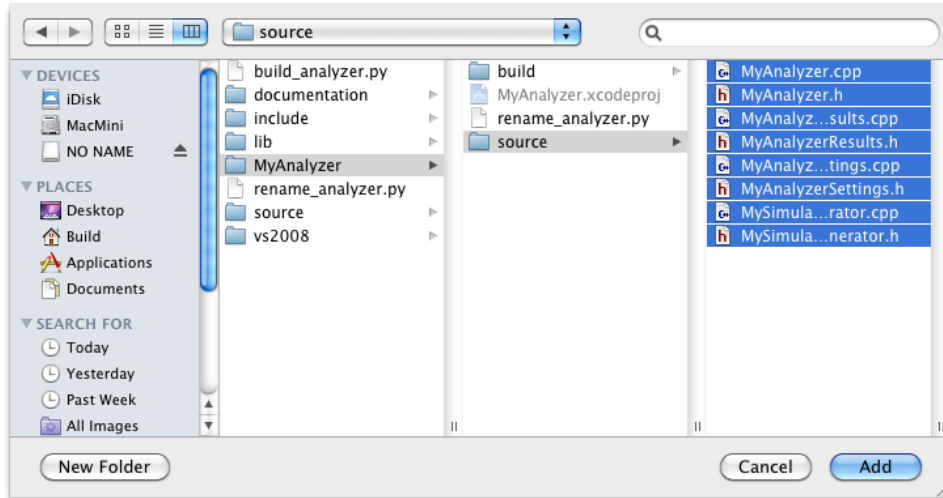 source
DEVICES
iDisk
MacMini
NO NAME
PLACES
Desktop
Build
Applications
Documents
SEARCH FOR
Today
Yesterday
Past Week
All Images
build_analyzer.py
documentation
include
lib
MyAnalyzer
rename_analyzer.py
source
vs2008
build
MyAnalyzer.xcodeproj
rename_analyzer.py
source
MyAnalyzer.cpp
MyAnalyzer.h
MyAnalyz...sults.cpp
MyAnalyzerResults.h
MyAnalyz...tings.cpp
MyAnalyzerSettings.h
MySimula...rator.cpp
MySimula...nerator.h
New Folder
Cancel
Add